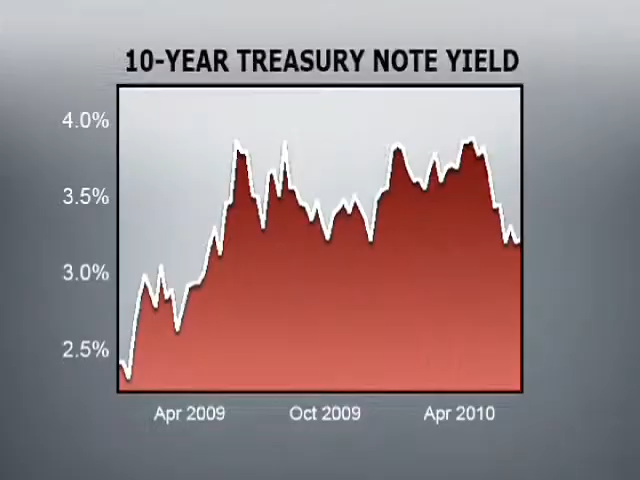 10-YEAR TREASURY NOTE YIELD
4.0%
3.5%
3.0%
2.5%
Apr 2009 Oct 2009 Apr 2010